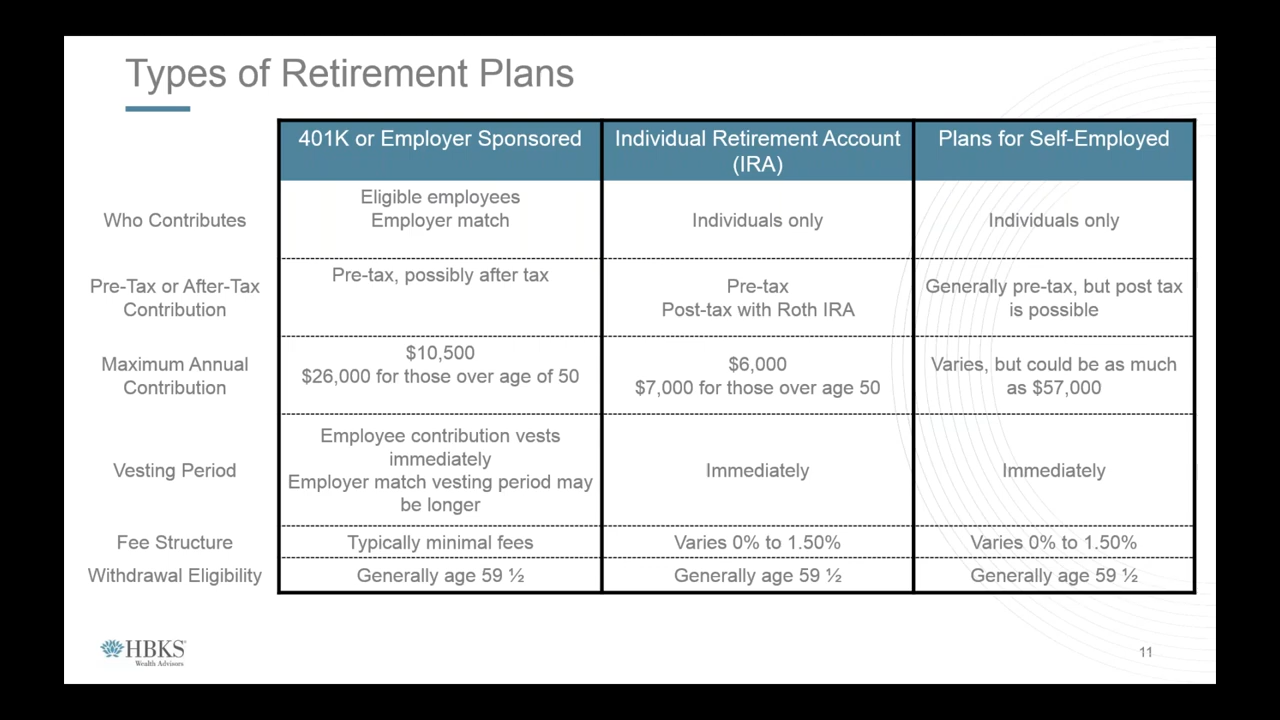 Types of Retirement Plans
401K or Employer Sponsored
Individual Retirement Account
(IRA)
Plans for Self-Employed
Who Contributes
Eligible employees
Employer match
Individuals only
Individuals only
Pre-Tax or After-Tax
Contribution
Pre-tax, possibly after tax
Pre-tax
Post-tax with Roth IRA
Generally pre-tax, but post tax
is possible
Maximum Annual
Contribution
$10,500
$26,000 for those over age of 50
$6,000
$7,000 for those over age 50
Varies, but could be as much
as $57,000
Vesting Period
Employee contribution vests
immediately
Employer match vesting period may
be longer
Immediately
Immediately
Fee Structure
Typically minimal fees
Varies 0% to 1.50%
Varies 0% to 1.50%
Withdrawal Eligibility
Generally age 59 ½
Generally age 59 ½
Generally age 59 ½
HBKS
Wealth Advisors
11